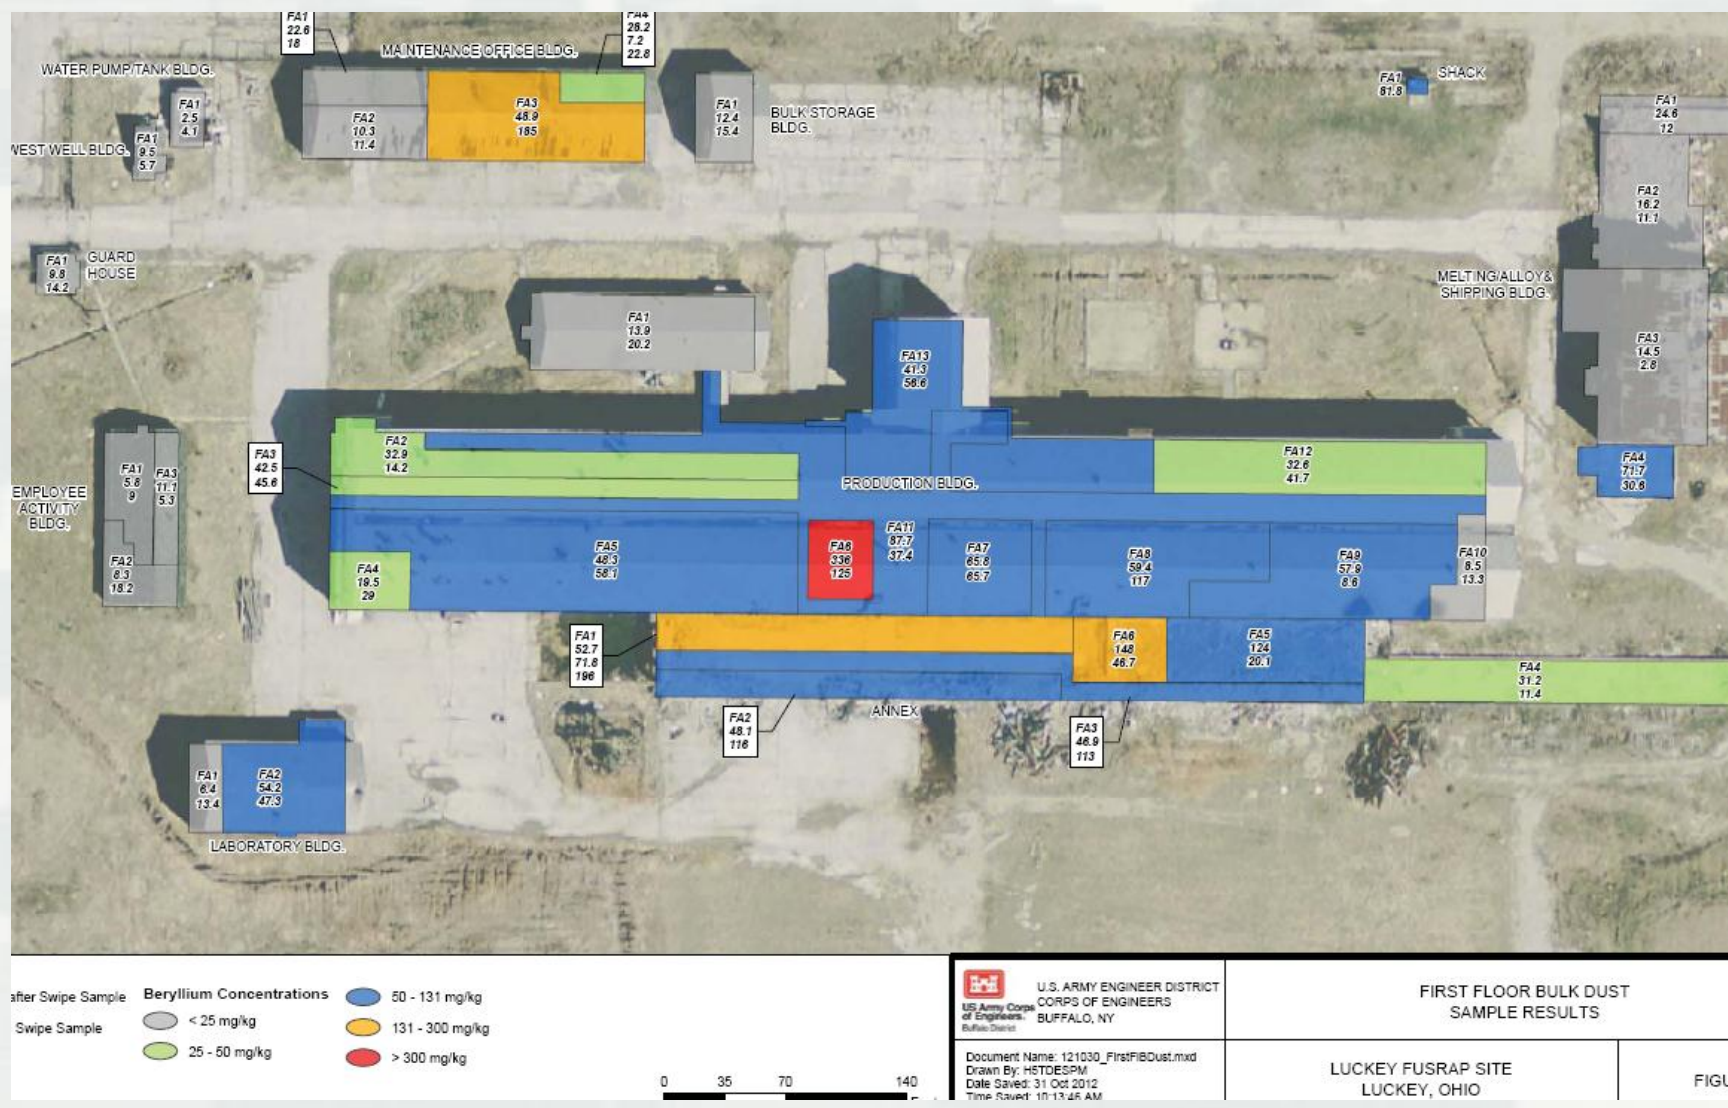 FA1
22.6
18
MAINTENANCE OFFICE BLDG.
FA4
26.2
7.2
22.8
WATER PUMP/TANK BLDG.
FA1
2.5
4.1
WEST WELL BLDG.
FA1
9.5
5.7
FA2
10.3
11.4
FA3
48.9
185
FA1
12.4
15.4
BULK STORAGE
BLDG.
FA1
81.8
SHACK
FA1
24.6
12
FA2
16.2
11.1
FA1
9.8
14.2
GUARD
HOUSE
FA1
13.9
20.2
FA13
41.3
56.6
MELTING/ALLOY&
SHIPPING BLDG.
FA3
14.5
2.8
FA4
71.7
30.6
EMPLOYEE
ACTIVITY
BLDG.
FA1
5.8
9
FA3
11.1
5.3
FA2
8.3
18.2
FA3
42.5
45.6
FA2
32.9
14.2
PRODUCTION BLDG.
FA12
32.6
41.7
FA4
19.5
29
FA5
48.3
58.1
FA6
336
125
FA11
87.7
37.4
FA7
65.8
65.7
FA8
59.4
117
FA9
57.9
8.6
FA10
8.5
13.3
FA1
52.7
71.8
196
FA6
148
46.7
FA5
124
20.1
FA4
31.2
11.4
FA2
48.1
116
ANNEX
FA3
46.9
113
FA1
6.4
13.4
FA2
54.2
47.3
LABORATORY BLDG.
after Swipe Sample
Swipe Sample
Beryllium Concentrations
< 25 mg/kg
25 - 50 mg/kg
50 - 131 mg/kg
131 - 300 mg/kg
> 300 mg/kg
0 35 70 140
US Army Corps
of Engineers
Buffalo District
U.S. ARMY ENGINEER DISTRICT
CORPS OF ENGINEERS
BUFFALO, NY
FIRST FLOOR BULK DUST
SAMPLE RESULTS
Document Name: 121030_FirstFlBDust.mxd
Drawn By: H5TDESPM
Date Saved: 31 Oct 2012
Time Saved: 10:13:46 AM
LUCKEY FUSRAP SITE
LUCKEY, OHIO